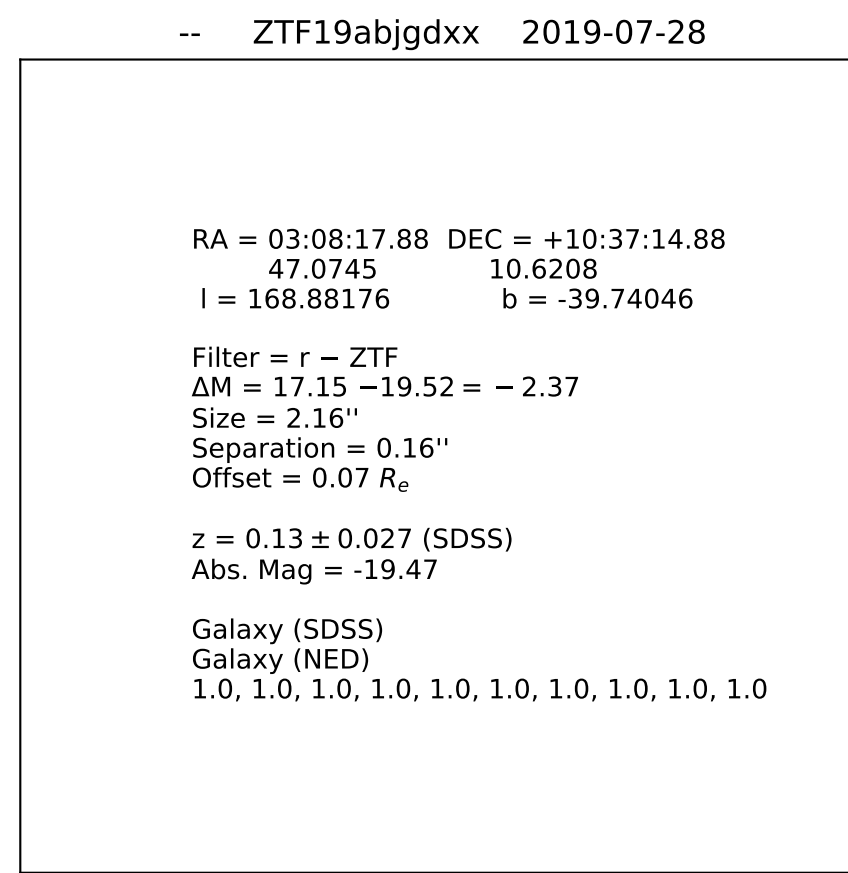 -- ZTF19abjgdxx 2019-07-28
RA = 03:08:17.88 DEC = +10:37:14.88
47.0745 10.6208
l = 168.88176 b = -39.74046
Filter = r − ZTF
ΔM = 17.15 −19.52 = − 2.37
Size = 2.16''
Separation = 0.16''
Offset = 0.07 Rₑ
z = 0.13 ± 0.027 (SDSS)
Abs. Mag = -19.47
Galaxy (SDSS)
Galaxy (NED)
1.0, 1.0, 1.0, 1.0, 1.0, 1.0, 1.0, 1.0, 1.0, 1.0